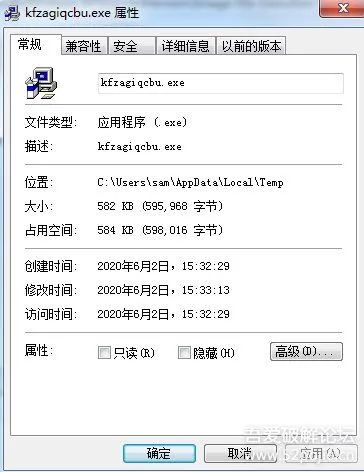 kfzagiqcbu.exe 属性
常规 兼容性 安全 详细信息 以前的版本
kfzagiqcbu.exe
文件类型: 应用程序 (.exe)
描述: kfzagiqcbu.exe
位置: C:\Users\sam\AppData\Local\Temp
大小: 582 KB (595,968 字节)
占用空间: 584 KB (598,016 字节)
创建时间: 2020年6月2日，15:32:29
修改时间: 2020年6月2日，15:33:13
访问时间: 2020年6月2日，15:32:29
属性: 只读(R) 隐藏(H) 高级(D)...
吾爱破解论坛
确定 取消 应用(A)
www.52pojie.cn